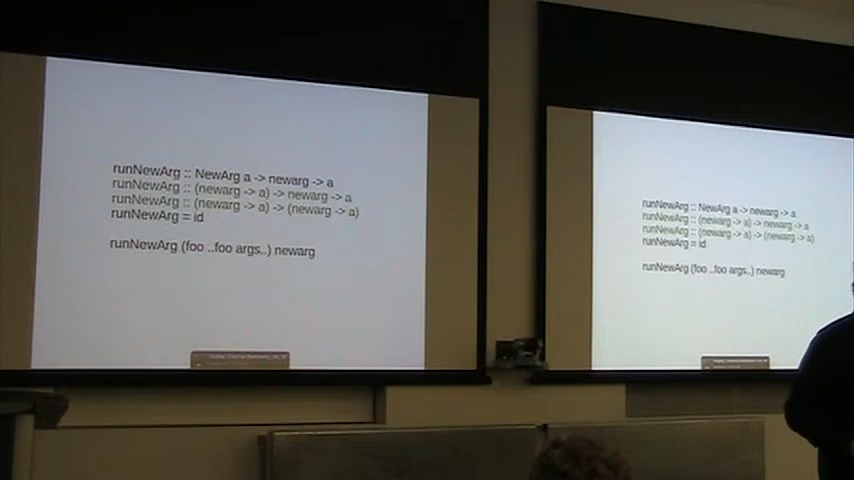 runNewArg :: NewArg a -> newarg -> a
runNewArg :: (newarg -> a) -> newarg -> a
runNewArg :: (newarg -> a) -> (newarg -> a)
runNewArg = id
runNewArg (foo ..foo args..) newarg
runNewArg :: NewArg a -> newarg -> a
runNewArg :: (newarg -> a) -> newarg -> a
runNewArg :: (newarg -> a) -> (newarg -> a)
runNewArg = id
runNewArg (foo ..foo args..) newarg